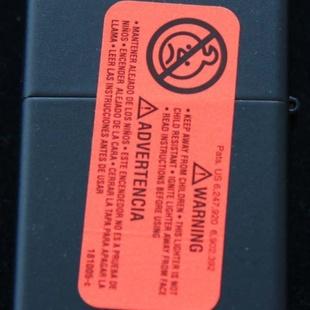 Pats. US 6,247,920 6,902,392
⚠WARNING
• KEEP AWAY FROM CHILDREN • THIS LIGHTER IS NOT
CHILD RESISTANT • IGNITE LIGHTER AWAY FROM FACE
• READ INSTRUCTIONS BEFORE USING
⚠ADVERTENCIA
• MANTENER ALEJADO DE LOS NIÑOS • ESTE ENCENDEDOR NO ES A PRUEBA DE
NIÑOS • ENCENDER ALEJADO DE LA CARA • CERRAR LA TAPA PARA APAGAR LA
LLAMA • LEER LAS INSTRUCCIONES ANTES DE USAR
181005-c